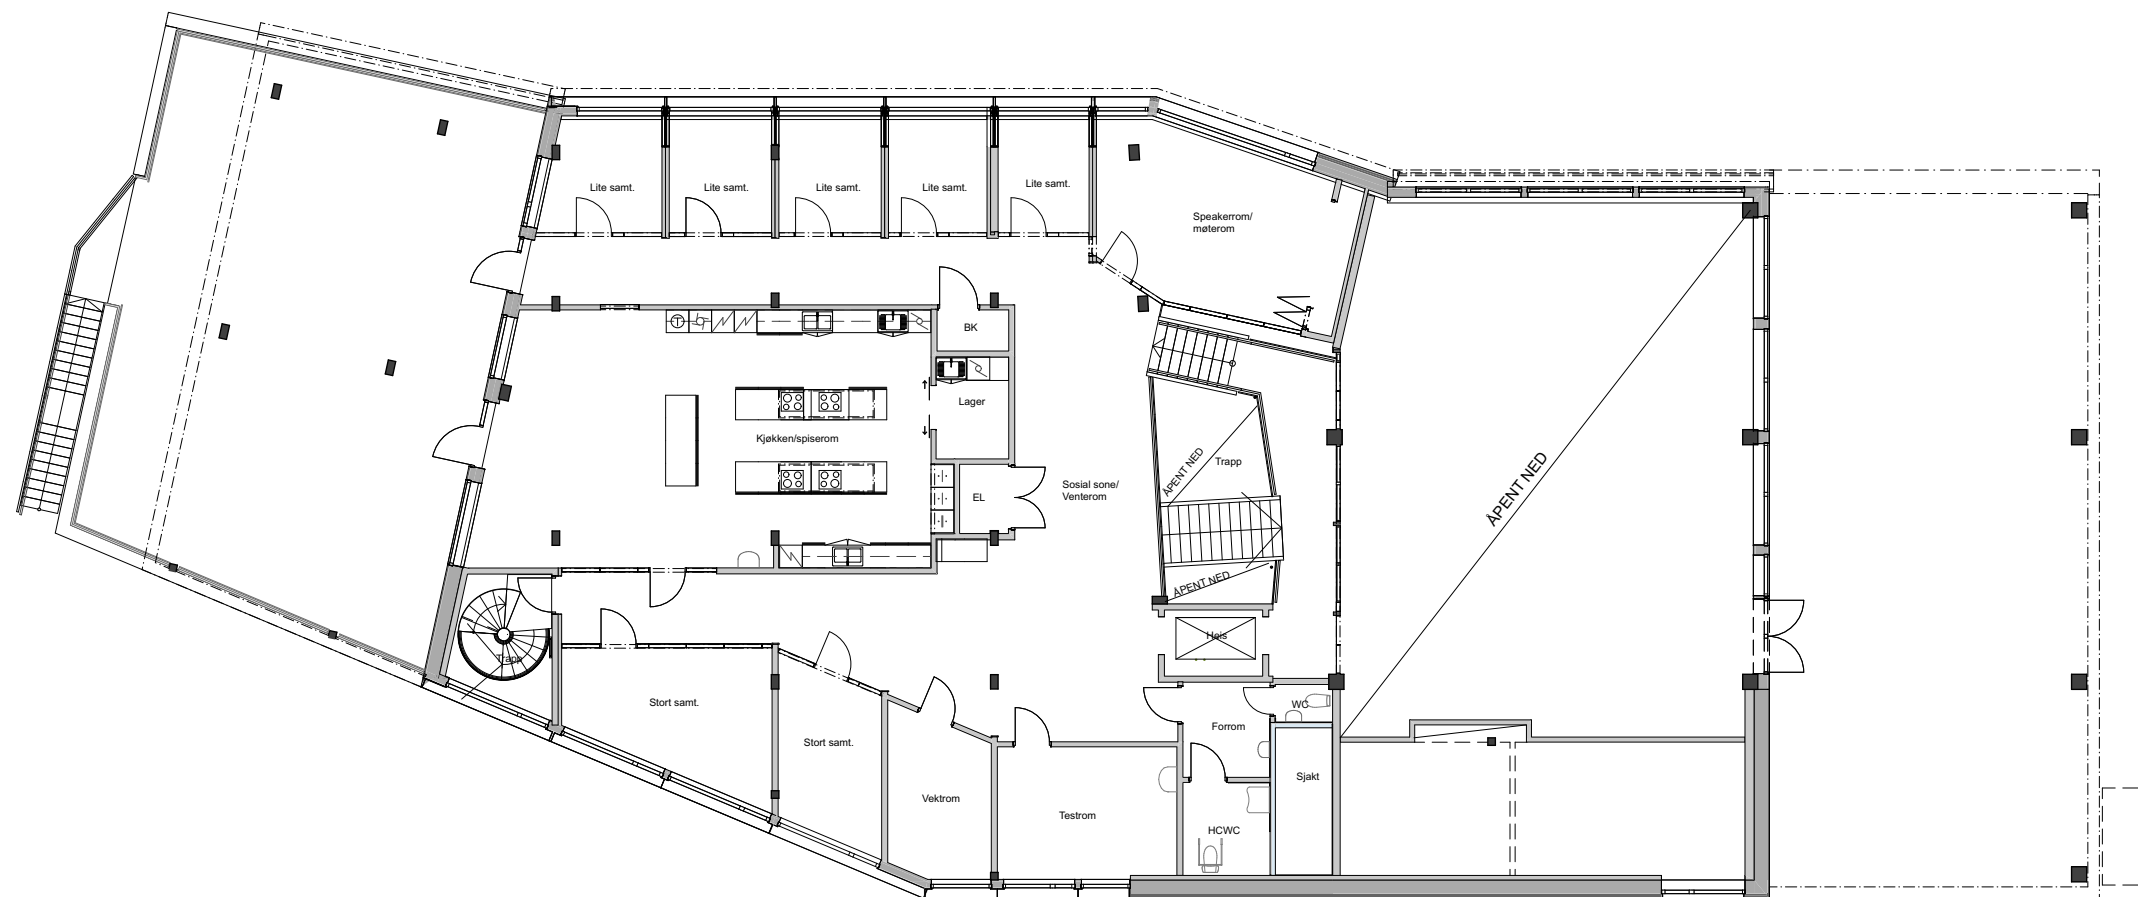 Lite samt.
Lite samt.
Lite samt.
Lite samt.
Lite samt.
Speakerrom/
møterom
BK
T
Lager
Kjøkken/spiserom
EL
Sosial sone/
Venterom
ÅPENT NED
Trapp
ÅPENT NED
ÅPENT NED
Heis
Trapp
Stort samt.
Stort samt.
Vektrom
Testrom
Forrom
WC
Sjakt
HCWC